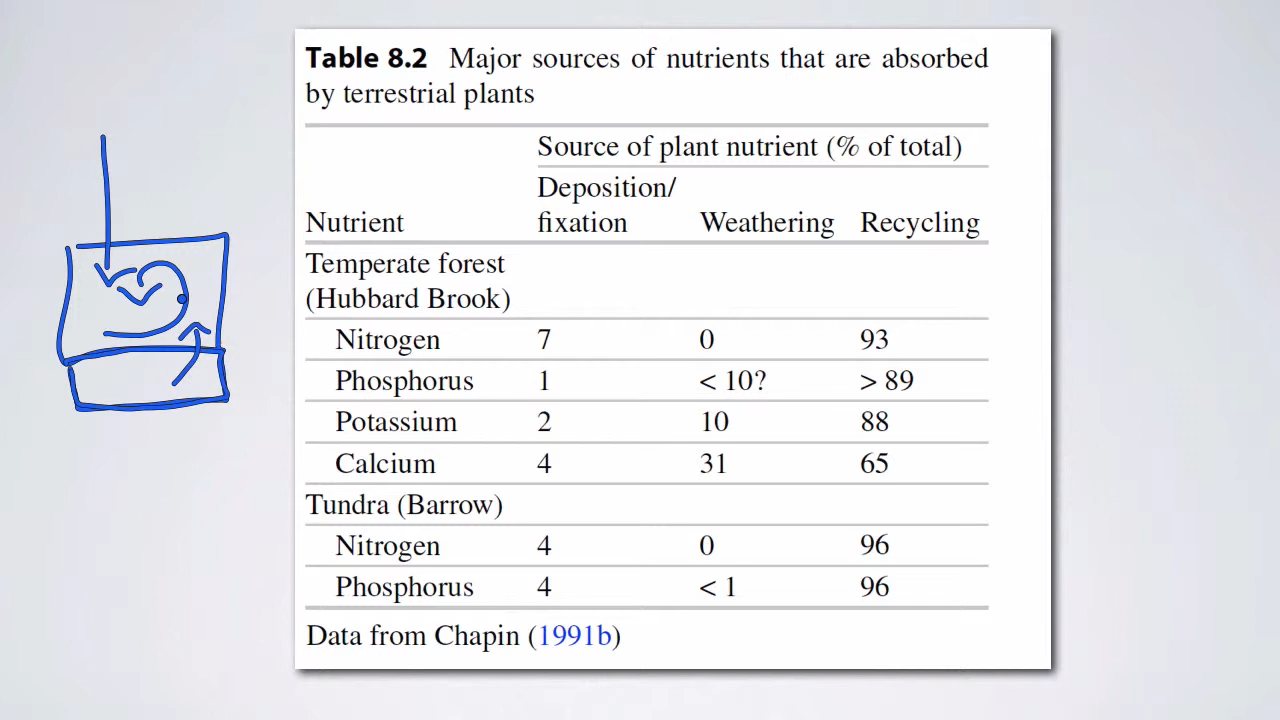 Table 8.2 Major sources of nutrients that are absorbed
by terrestrial plants
Source of plant nutrient (% of total)
Deposition/
Nutrient fixation Weathering Recycling
Temperate forest
(Hubbard Brook)
Nitrogen 7 0 93
Phosphorus 1 < 10? > 89
Potassium 2 10 88
Calcium 4 31 65
Tundra (Barrow)
Nitrogen 4 0 96
Phosphorus 4 < 1 96
Data from Chapin (1991b)